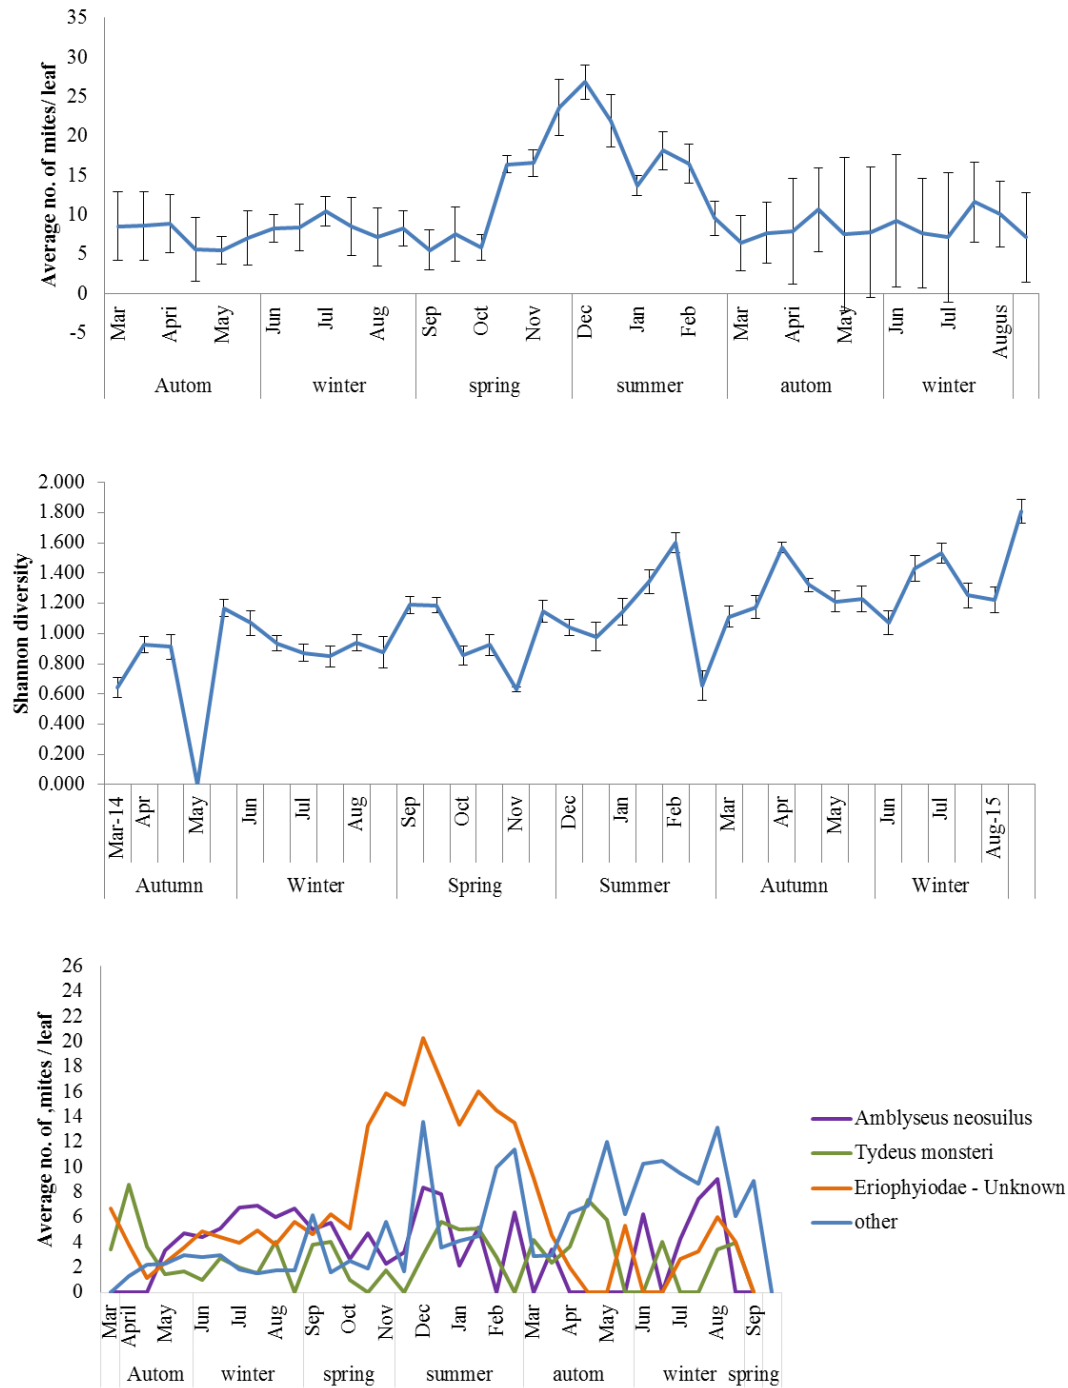 Average no. of mites/ leaf
35
30
25
20
15
10
5
0
-5
Mar Apri May Jun Jul Aug Sep Oct Nov Dec Jan Feb Mar Apri May Jun Jul Augus
Autom winter spring summer autom winter
Shannon diversity
2.000
1.800
1.600
1.400
1.200
1.000
0.800
0.600
0.400
0.200
0.000
Mar-14 Apr May Jun Jul Aug Sep Oct Nov Dec Jan Feb Mar Apr May Jun Jul Aug-15
Autumn Winter Spring Summer Autumn Winter
Average no. of ,mites / leaf
26
24
22
20
18
16
14
12
10
8
6
4
2
0
Mar April May Jun Jul Aug Sep Oct Nov Dec Jan Feb Mar Apr May Jun Jul Aug Sep
Autom winter spring summer autom winter spring
Amblyseus neosuilus
Tydeus monsteri
Eriophyiodae - Unknown
other